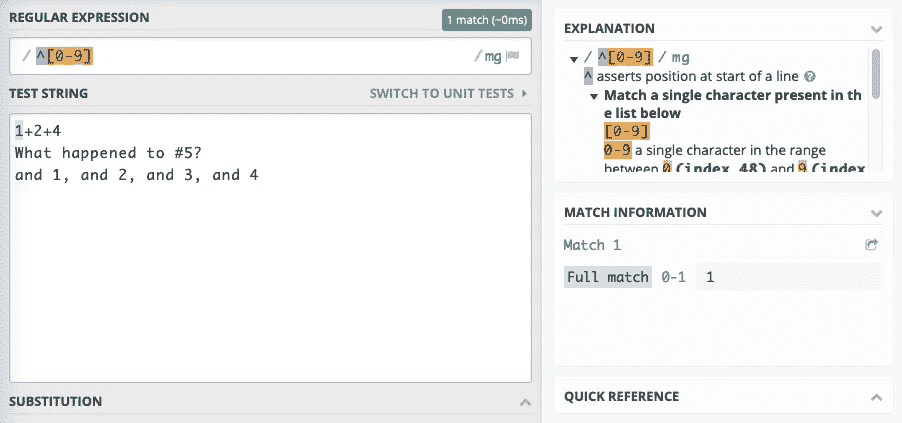 REGULAR EXPRESSION
1 match (~0ms)
/ ^[0-9]
/ mg
TEST STRING
SWITCH TO UNIT TESTS
1+2+4
What happened to #5?
and 1, and 2, and 3, and 4
SUBSTITUTION
EXPLANATION
/ ^[0-9] / mg
^ asserts position at start of a line
Match a single character present in th
e list below
[0-9]
0-9 a single character in the range
between 0 (index 48) and 9 (index
MATCH INFORMATION
Match 1
Full match 0-1 1
QUICK REFERENCE